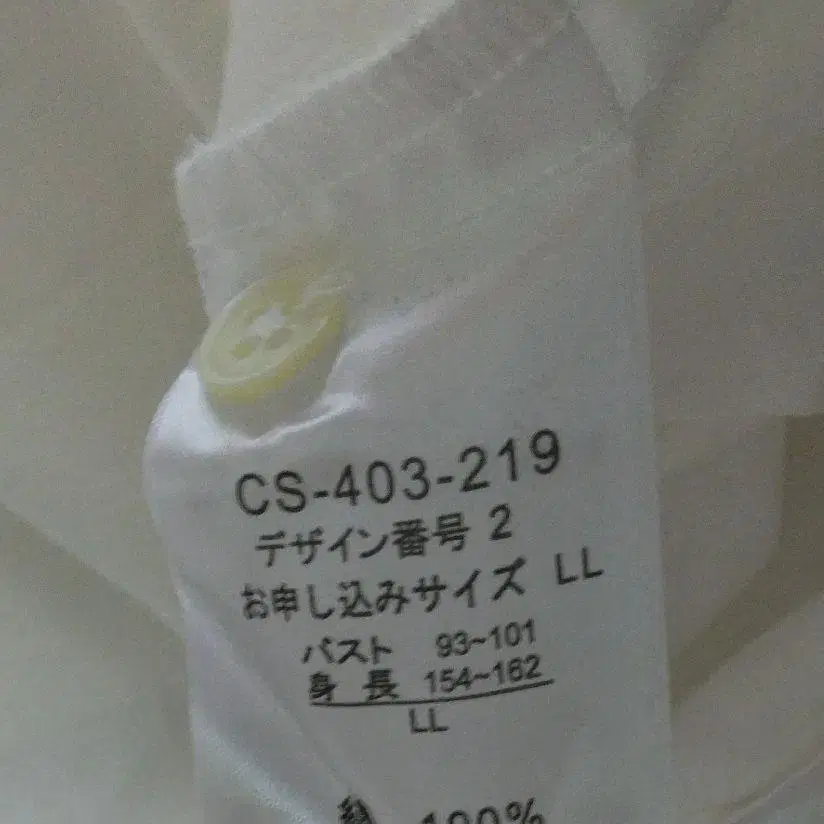 CS-403-219
デザイン番号 2
お申し込みサイズ LL
バスト 93~101
身 長 154~162
LL
100%